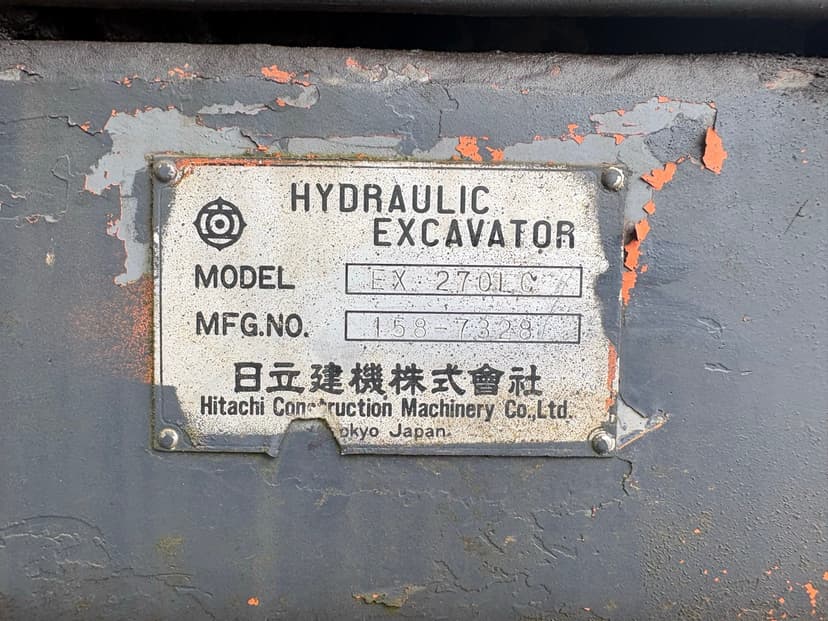 HYDRAULIC
EXCAVATOR
MODEL EX 270LC
MFG.NO. 158-7328
日立建機株式會社
Hitachi Construction Machinery Co.,Ltd.
okyo Japan.